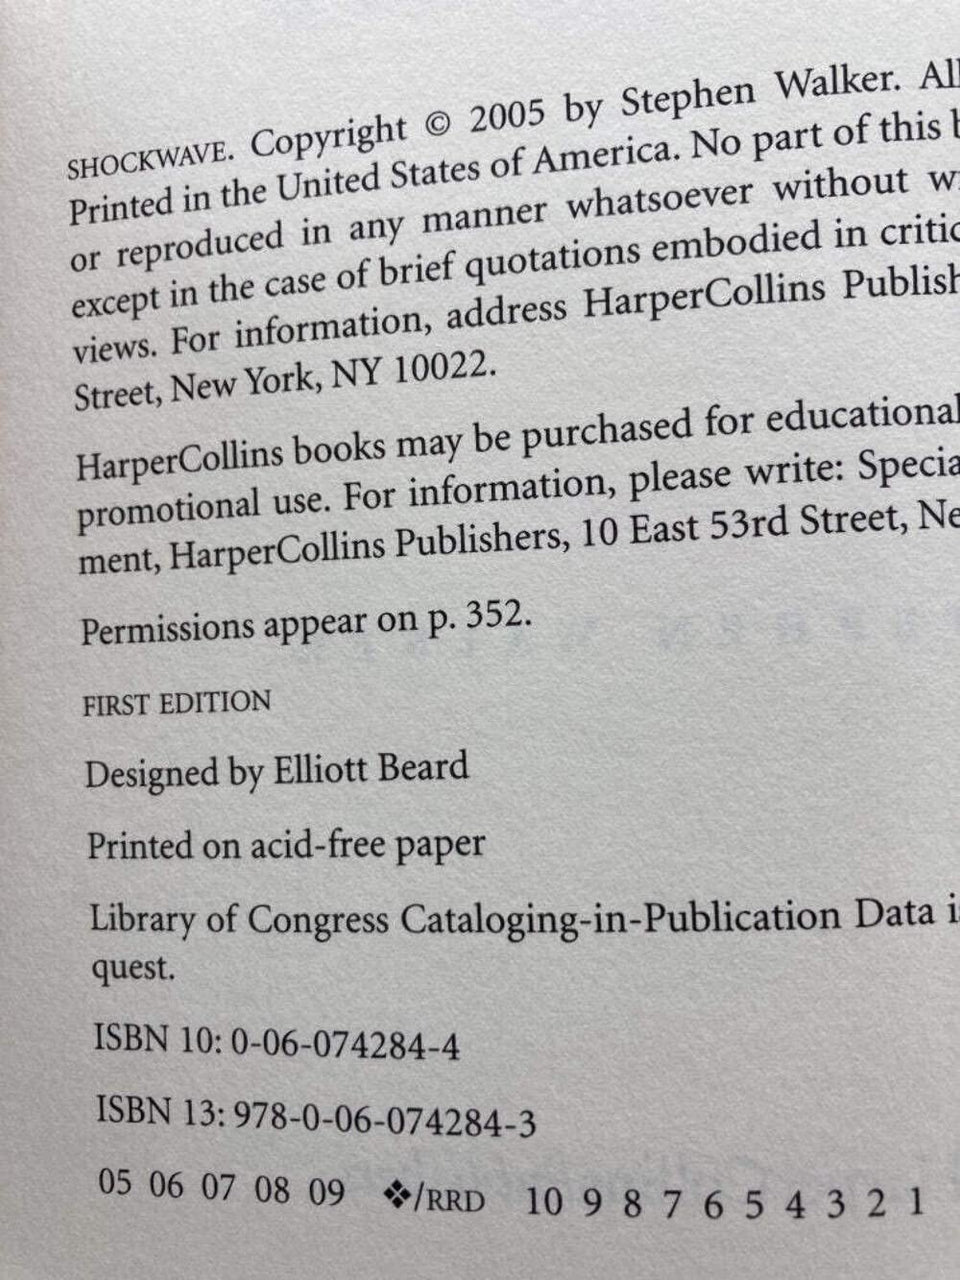 SHOCKWAVE. Copyright © 2005 by Stephen Walker. All
Printed in the United States of America. No part of this b
or reproduced in any manner whatsoever without w
except in the case of brief quotations embodied in critic
views. For information, address HarperCollins Publish
Street, New York, NY 10022.
HarperCollins books may be purchased for educational
promotional use. For information, please write: Specia
ment, HarperCollins Publishers, 10 East 53rd Street, Ne
Permissions appear on p. 352.
FIRST EDITION
Designed by Elliott Beard
Printed on acid-free paper
Library of Congress Cataloging-in-Publication Data i
quest.
ISBN 10: 0-06-074284-4
ISBN 13: 978-0-06-074284-3
05 06 07 08 09 ❖/RRD 10 9 8 7 6 5 4 3 2 1